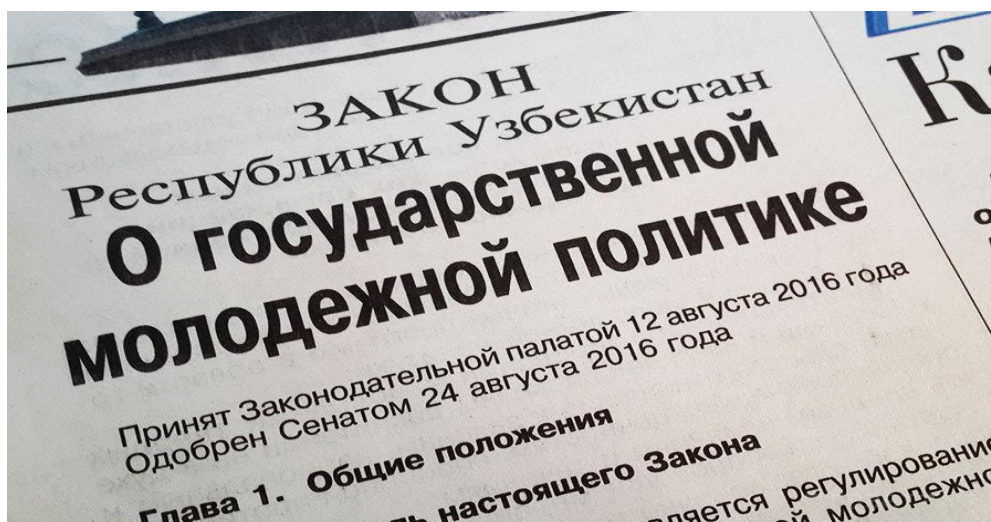 ЗАКОН
Республики Узбекистан
О государственной
молодежной политике
Принят Законодательной палатой 12 августа 2016 года
Одобрен Сенатом 24 августа 2016 года
Глава 1. Общие положения
настоящего Закона
регулирование
молодежно